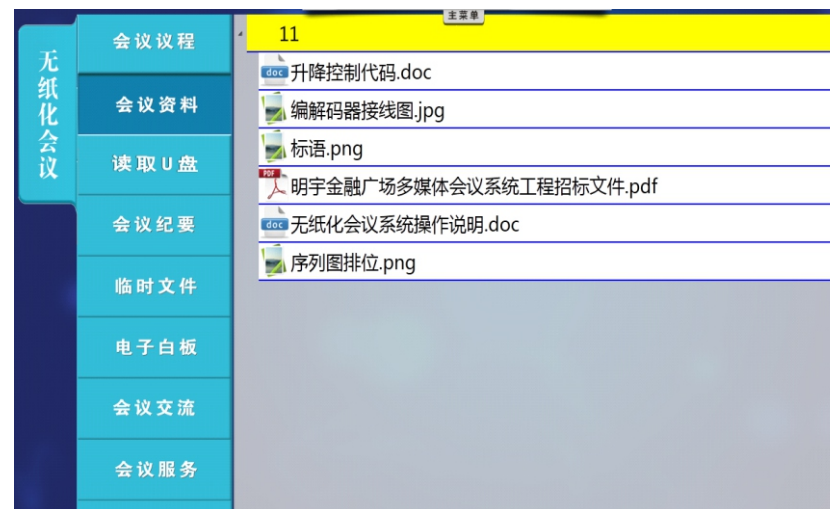 主菜单
无纸化会议
会议议程
会议资料
读取U盘
会议纪要
临时文件
电子白板
会议交流
会议服务
11
升降控制代码.doc
编解码器接线图.jpg
标语.png
明宇金融广场多媒体会议系统工程招标文件.pdf
无纸化会议系统操作说明.doc
序列图排位.png